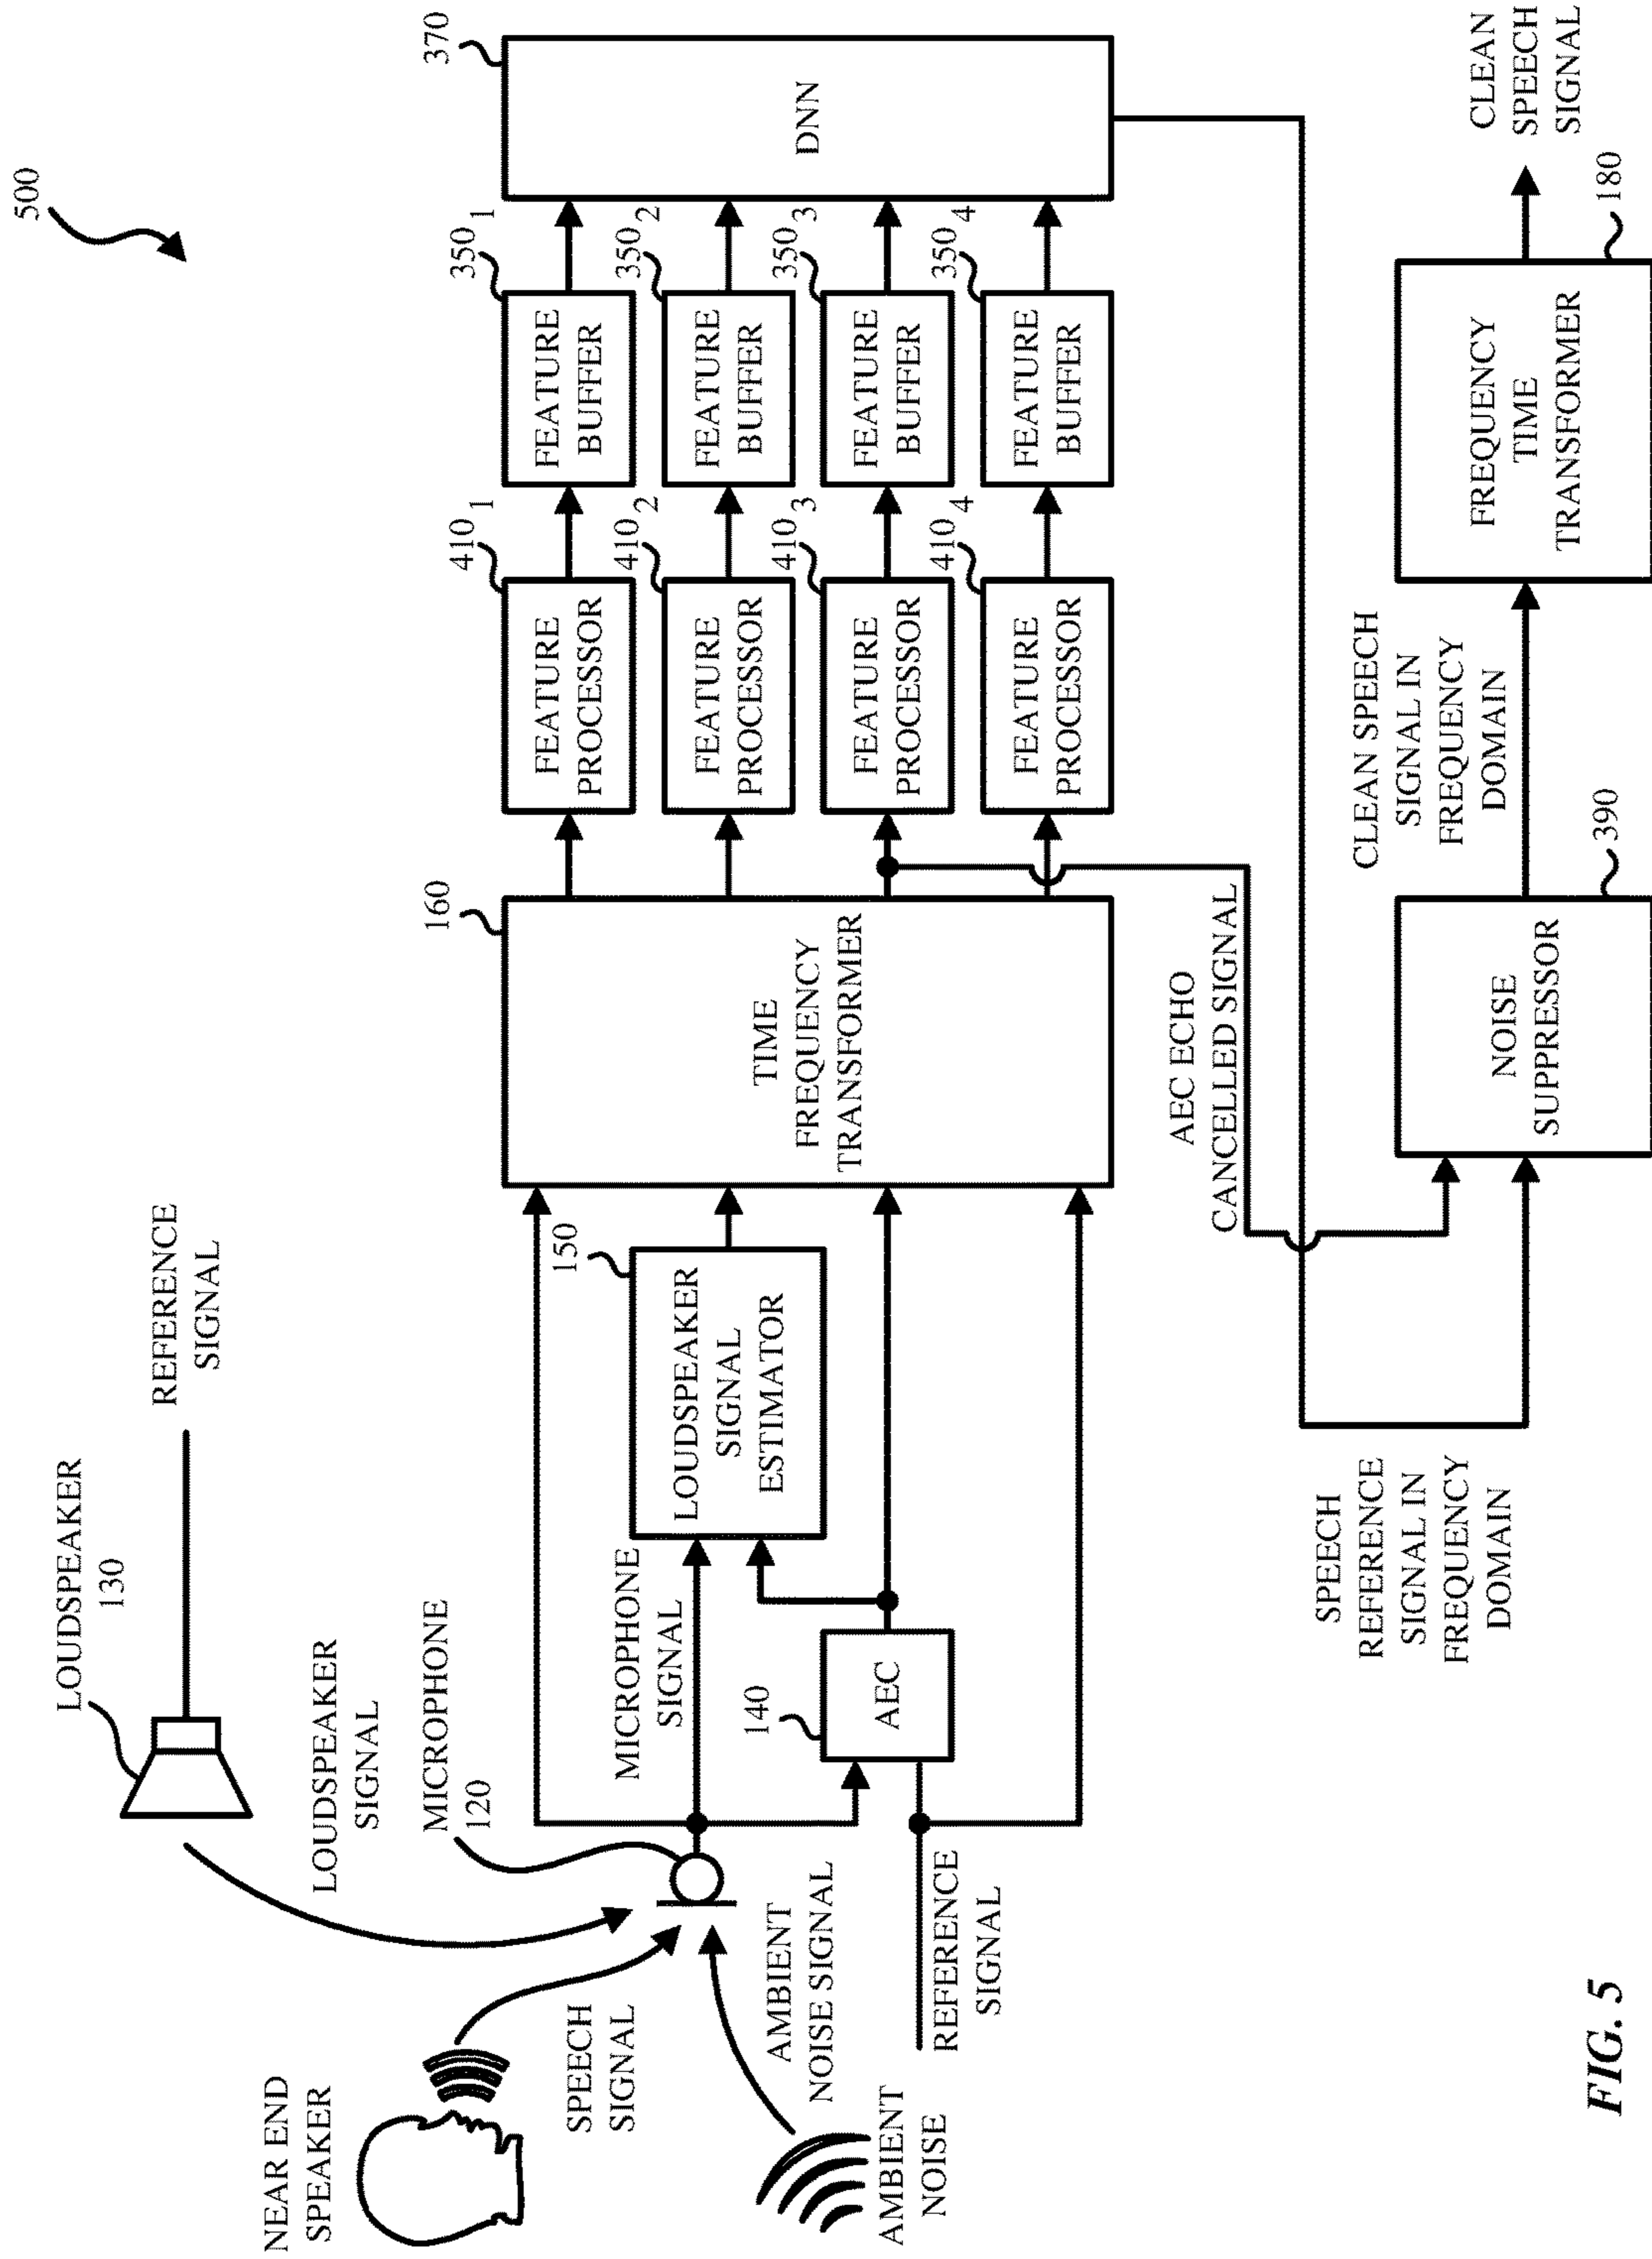 500
LOUDSPEAKER
130
REFERENCE
SIGNAL
LOUDSPEAKER
SIGNAL
NEAR END
SPEAKER
SPEECH
SIGNAL
MICROPHONE
120
MICROPHONE
SIGNAL
AMBIENT
NOISE SIGNAL
AMBIENT
NOISE
REFERENCE
SIGNAL
140
AEC
150
LOUDSPEAKER
SIGNAL
ESTIMATOR
160
TIME
FREQUENCY
TRANSFORMER
410 1
FEATURE
PROCESSOR
410 2
FEATURE
PROCESSOR
410 3
FEATURE
PROCESSOR
410 4
FEATURE
PROCESSOR
350 1
FEATURE
BUFFER
350 2
FEATURE
BUFFER
350 3
FEATURE
BUFFER
350 4
FEATURE
BUFFER
370
DNN
AEC ECHO
CANCELLED SIGNAL
SPEECH
REFERENCE
SIGNAL IN
FREQUENCY
DOMAIN
390
NOISE
SUPPRESSOR
CLEAN SPEECH
SIGNAL IN
FREQUENCY
DOMAIN
FREQUENCY
TIME
TRANSFORMER
180
CLEAN
SPEECH
SIGNAL
FIG. 5